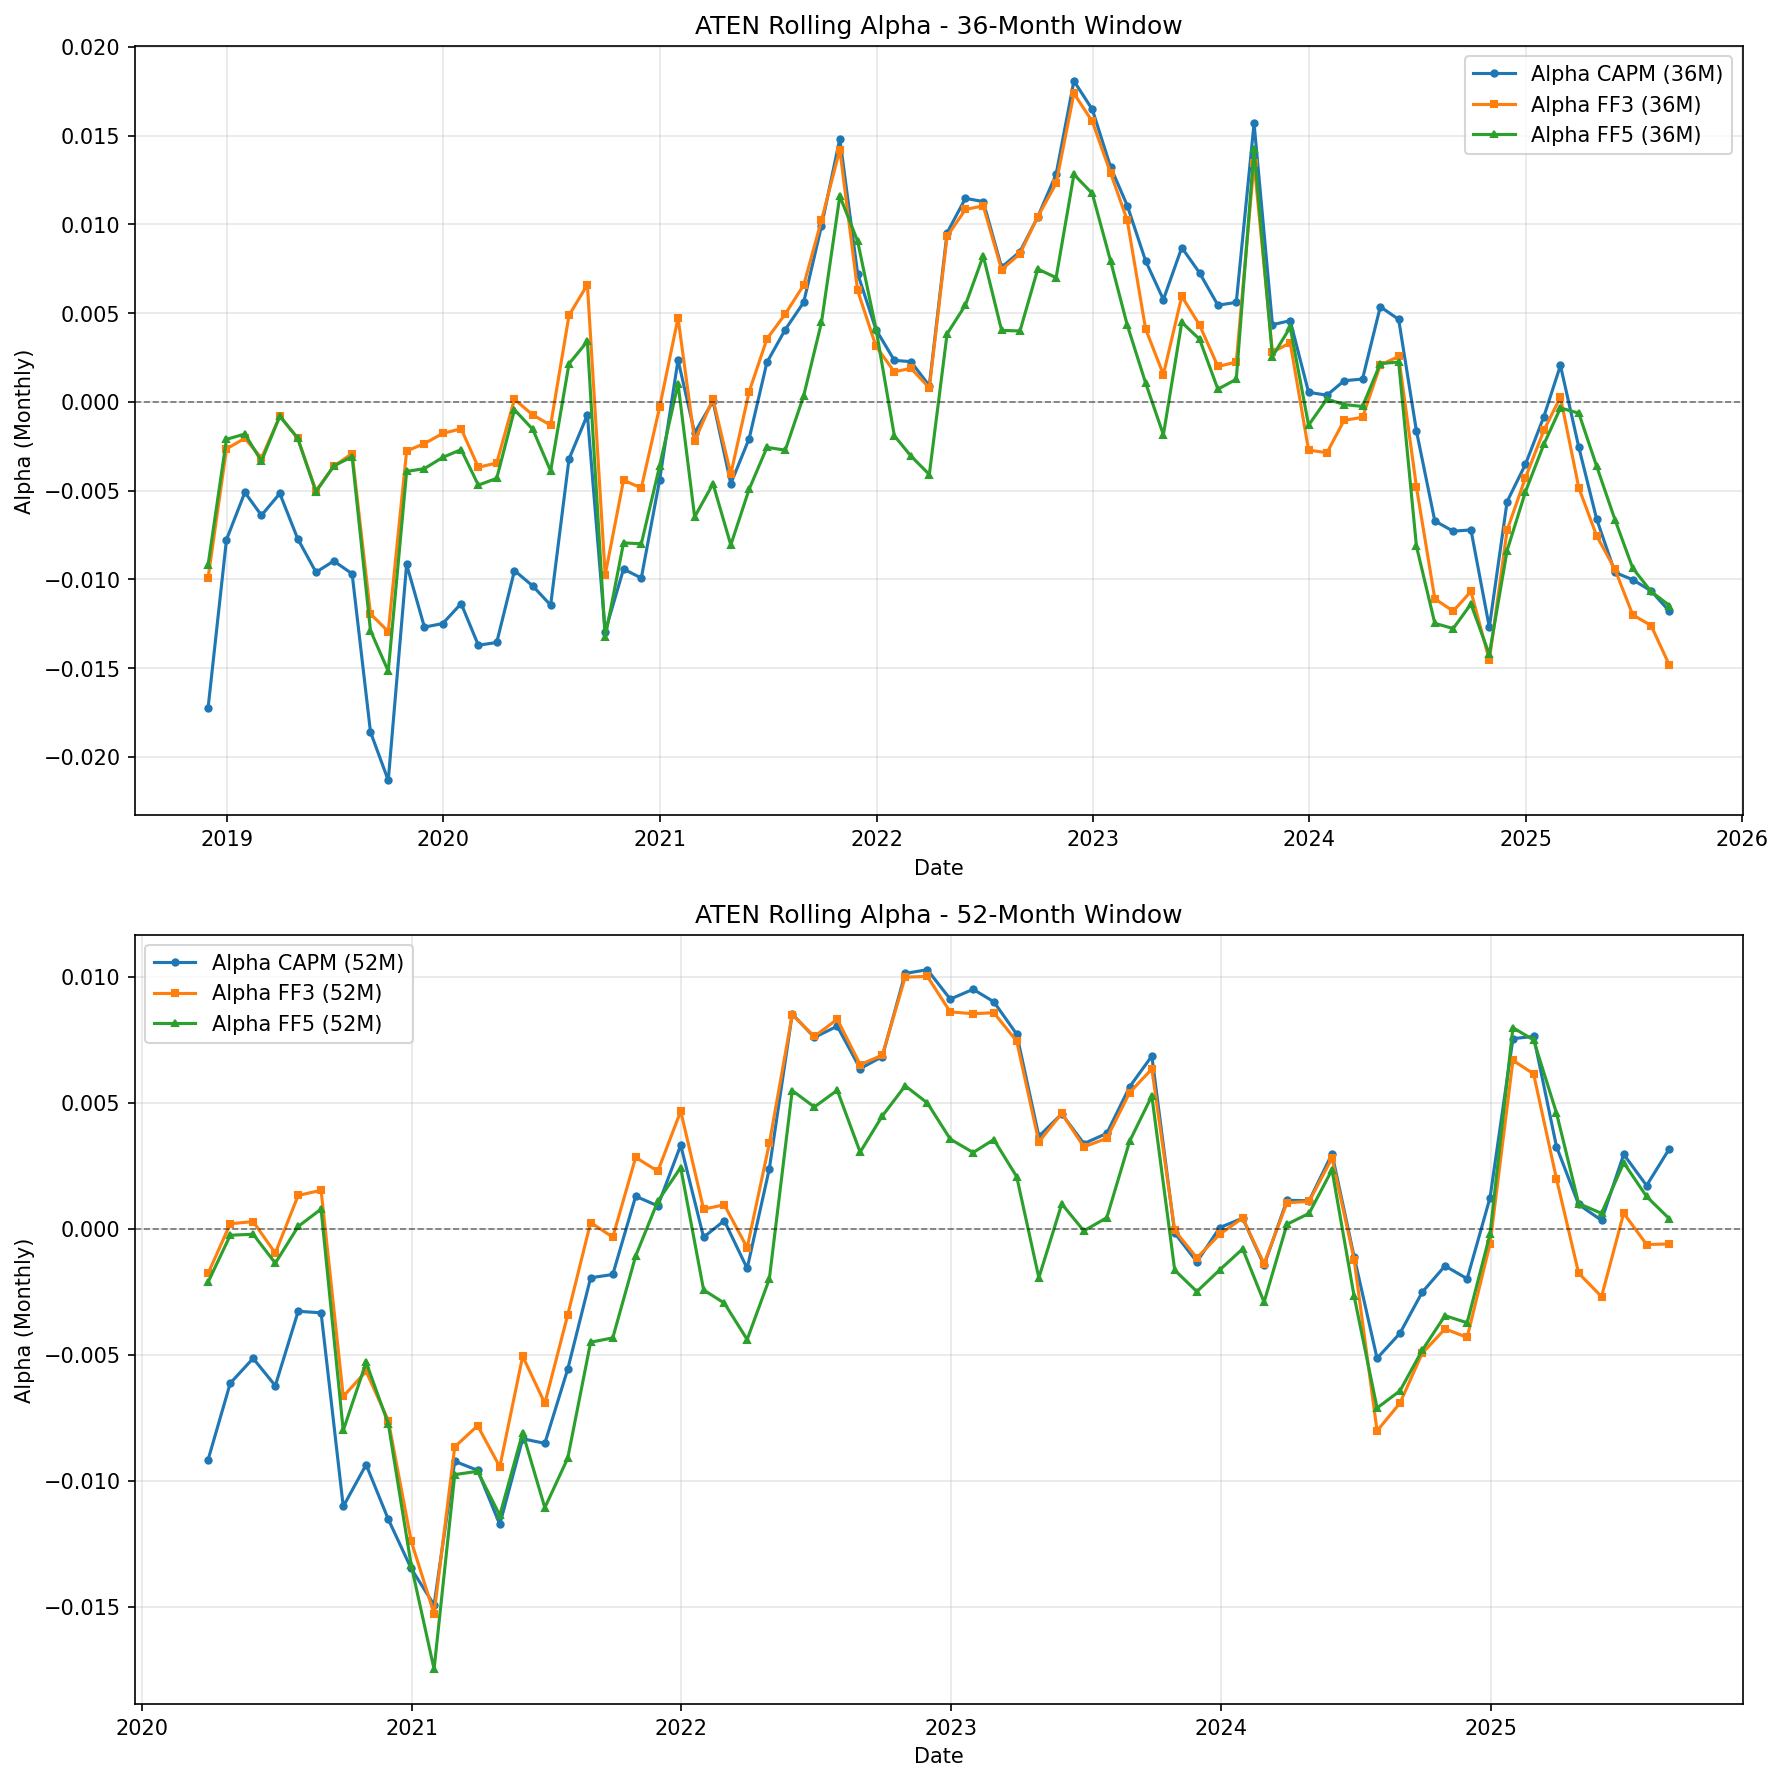 ATEN Rolling Alpha - 36-Month Window
Alpha (Monthly)
0.020
0.015
0.010
0.005
0.000
−0.005
−0.010
−0.015
−0.020
Alpha CAPM (36M)
Alpha FF3 (36M)
Alpha FF5 (36M)
2019 2020 2021 2022 2023 2024 2025 2026
Date
ATEN Rolling Alpha - 52-Month Window
Alpha (Monthly)
0.010
0.005
0.000
−0.005
−0.010
−0.015
Alpha CAPM (52M)
Alpha FF3 (52M)
Alpha FF5 (52M)
2020 2021 2022 2023 2024 2025
Date